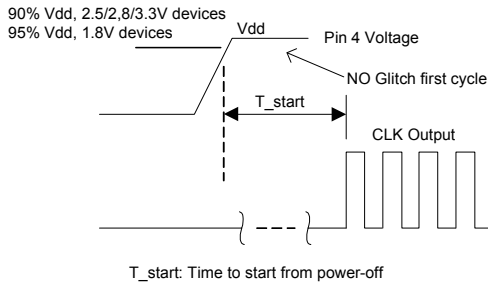 90% Vdd, 2.5/2,8/3.3V devices
95% Vdd, 1.8V devices
Vdd
Pin 4 Voltage
NO Glitch first cycle
T_start
CLK Output
T_start: Time to start from power-off